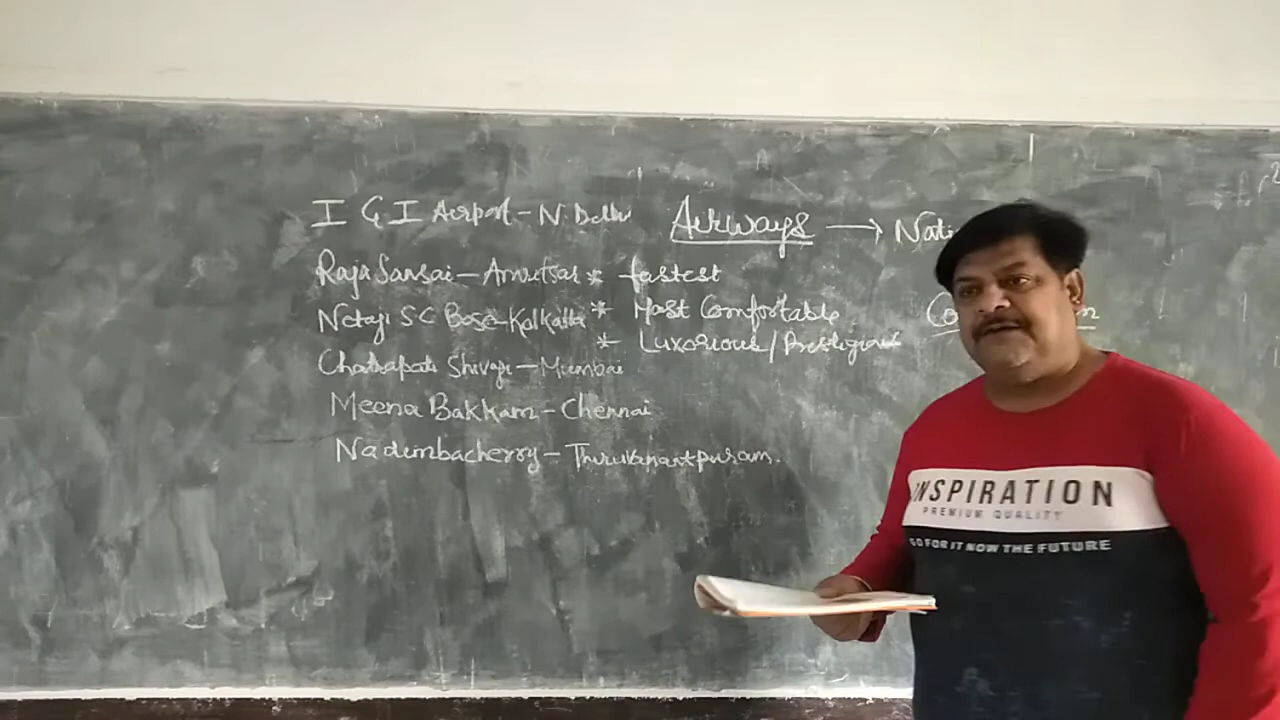 I G I Airport - N. Delhi
Airways → Nati
Raja Sansai - Amritsar
* fastest
Netaji S C Bose - Kolkatta
* Most Comfortable
* Luxorious/Prestigious
Chatrapati Shivaji - Mumbai
Meena Bakkam - Chennai
Nadimbacherry - Thiruvanantpuram.
INSPIRATION
PREMIUM QUALITY
GO FOR IT NOW THE FUTURE